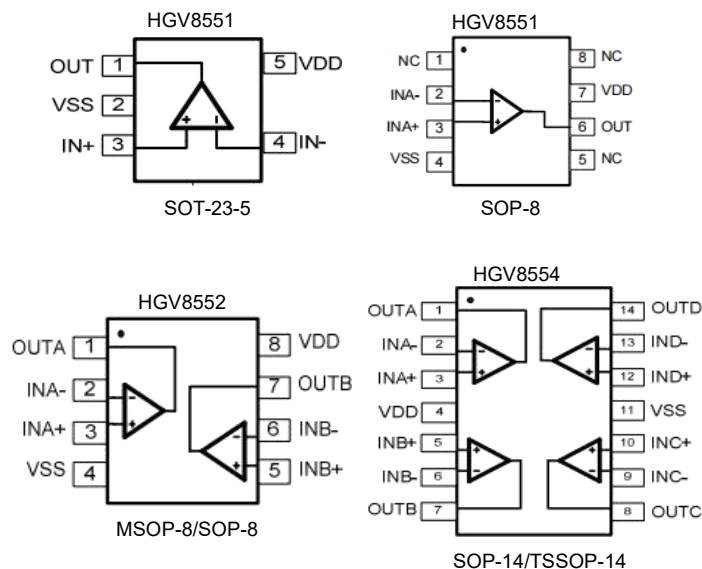 HGV8551
OUT 1 5 VDD
VSS 2
IN+ 3 4 IN-
+ -
SOT-23-5
HGV8551
NC 1 8 NC
INA- 2 7 VDD
INA+ 3 6 OUT
VSS 4 5 NC
-
+
SOP-8
HGV8552
OUTA 1 8 VDD
INA- 2 7 OUTB
INA+ 3 6 INB-
VSS 4 5 INB+
- -
+ +
MSOP-8/SOP-8
HGV8554
OUTA 1 14 OUTD
INA- 2 13 IND-
INA+ 3 12 IND+
VDD 4 11 VSS
INB+ 5 10 INC+
INB- 6 9 INC-
OUTB 7 8 OUTC
- -
+ +
+ +
- -
SOP-14/TSSOP-14